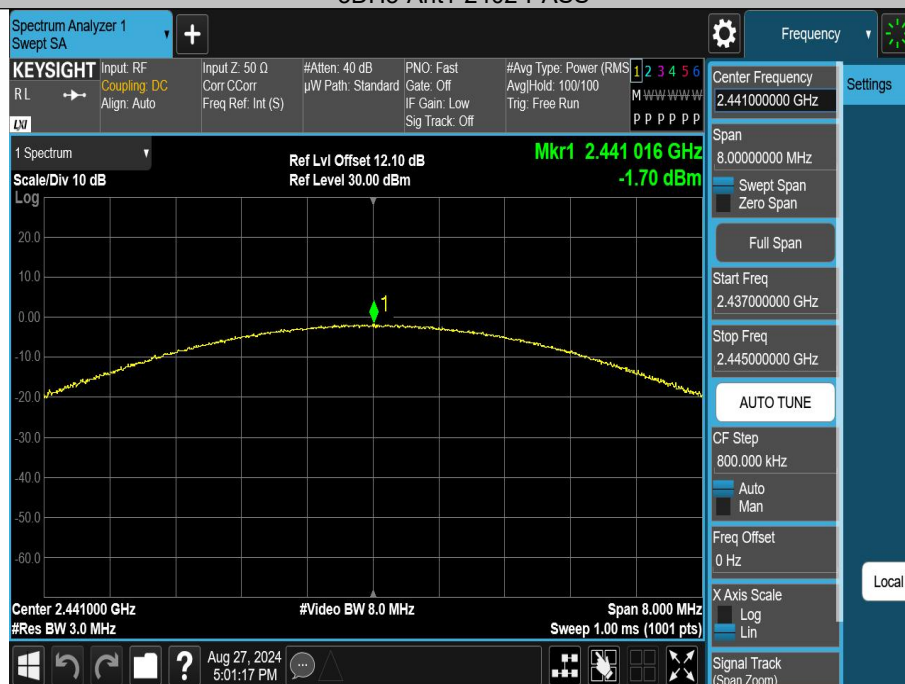 Spectrum Analyzer 1
Swept SA
Frequency
KEYSIGHT
RL
LXI
Input: RF
Coupling: DC
Align: Auto
Input Z: 50 Ω
Corr CCorr
Freq Ref: Int (S)
#Atten: 40 dB
µW Path: Standard
PNO: Fast
Gate: Off
IF Gain: Low
Sig Track: Off
#Avg Type: Power (RMS
Avg|Hold: 100/100
Trig: Free Run
1 2 3 4 5 6
M W W W W W
P P P P P P
1 Spectrum
Scale/Div 10 dB
Log
Ref Lvl Offset 12.10 dB
Ref Level 30.00 dBm
Mkr1 2.441 016 GHz
-1.70 dBm
20.0
10.0
0.00
-10.0
-20.0
-30.0
-40.0
-50.0
-60.0
1
Center 2.441000 GHz
#Res BW 3.0 MHz
#Video BW 8.0 MHz
Span 8.000 MHz
Sweep 1.00 ms (1001 pts)
Center Frequency
2.441000000 GHz
Settings
Span
8.00000000 MHz
Swept Span
Zero Span
Full Span
Start Freq
2.437000000 GHz
Stop Freq
2.445000000 GHz
AUTO TUNE
CF Step
800.000 kHz
Auto
Man
Freq Offset
0 Hz
X Axis Scale
Log
Lin
Local
Signal Track
(Span Zoom)
?
Aug 27, 2024
5:01:17 PM